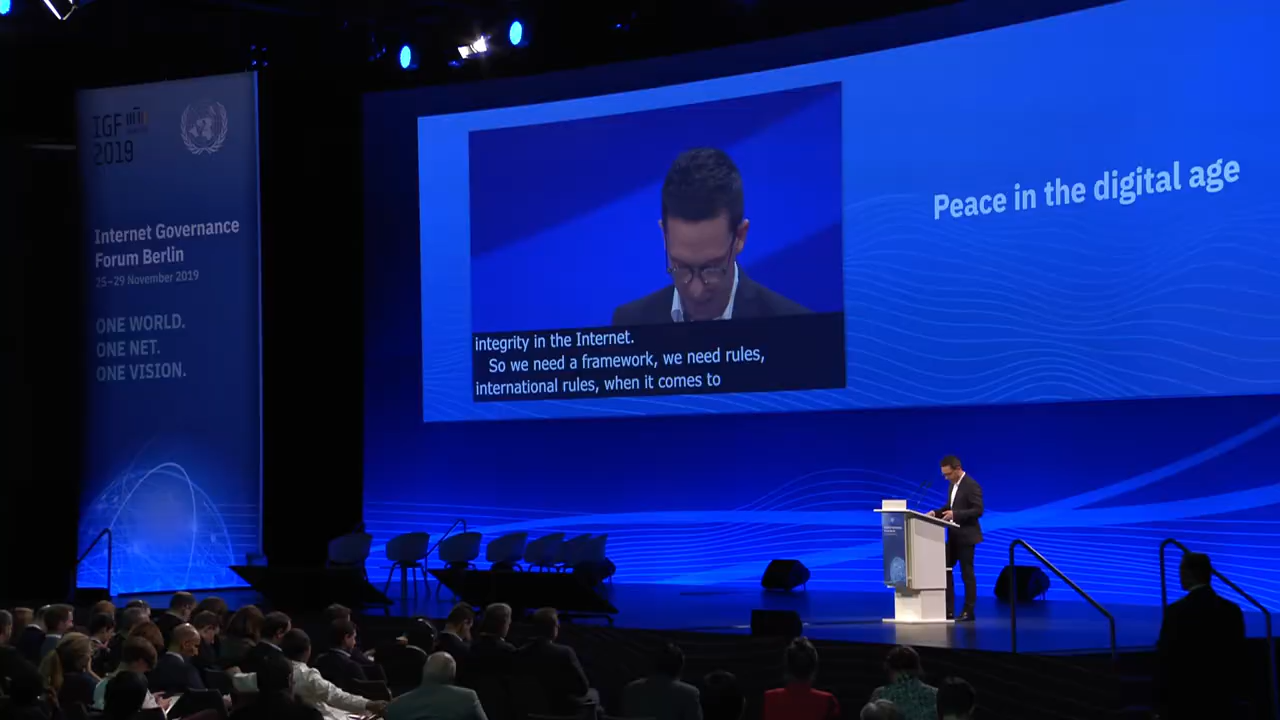 IGF
2019
Internet Governance
Forum Berlin
25–29 November 2019
ONE WORLD.
ONE NET.
ONE VISION.
Peace in the digital age
integrity in the Internet.
So we need a framework, we need rules,
international rules, when it comes to